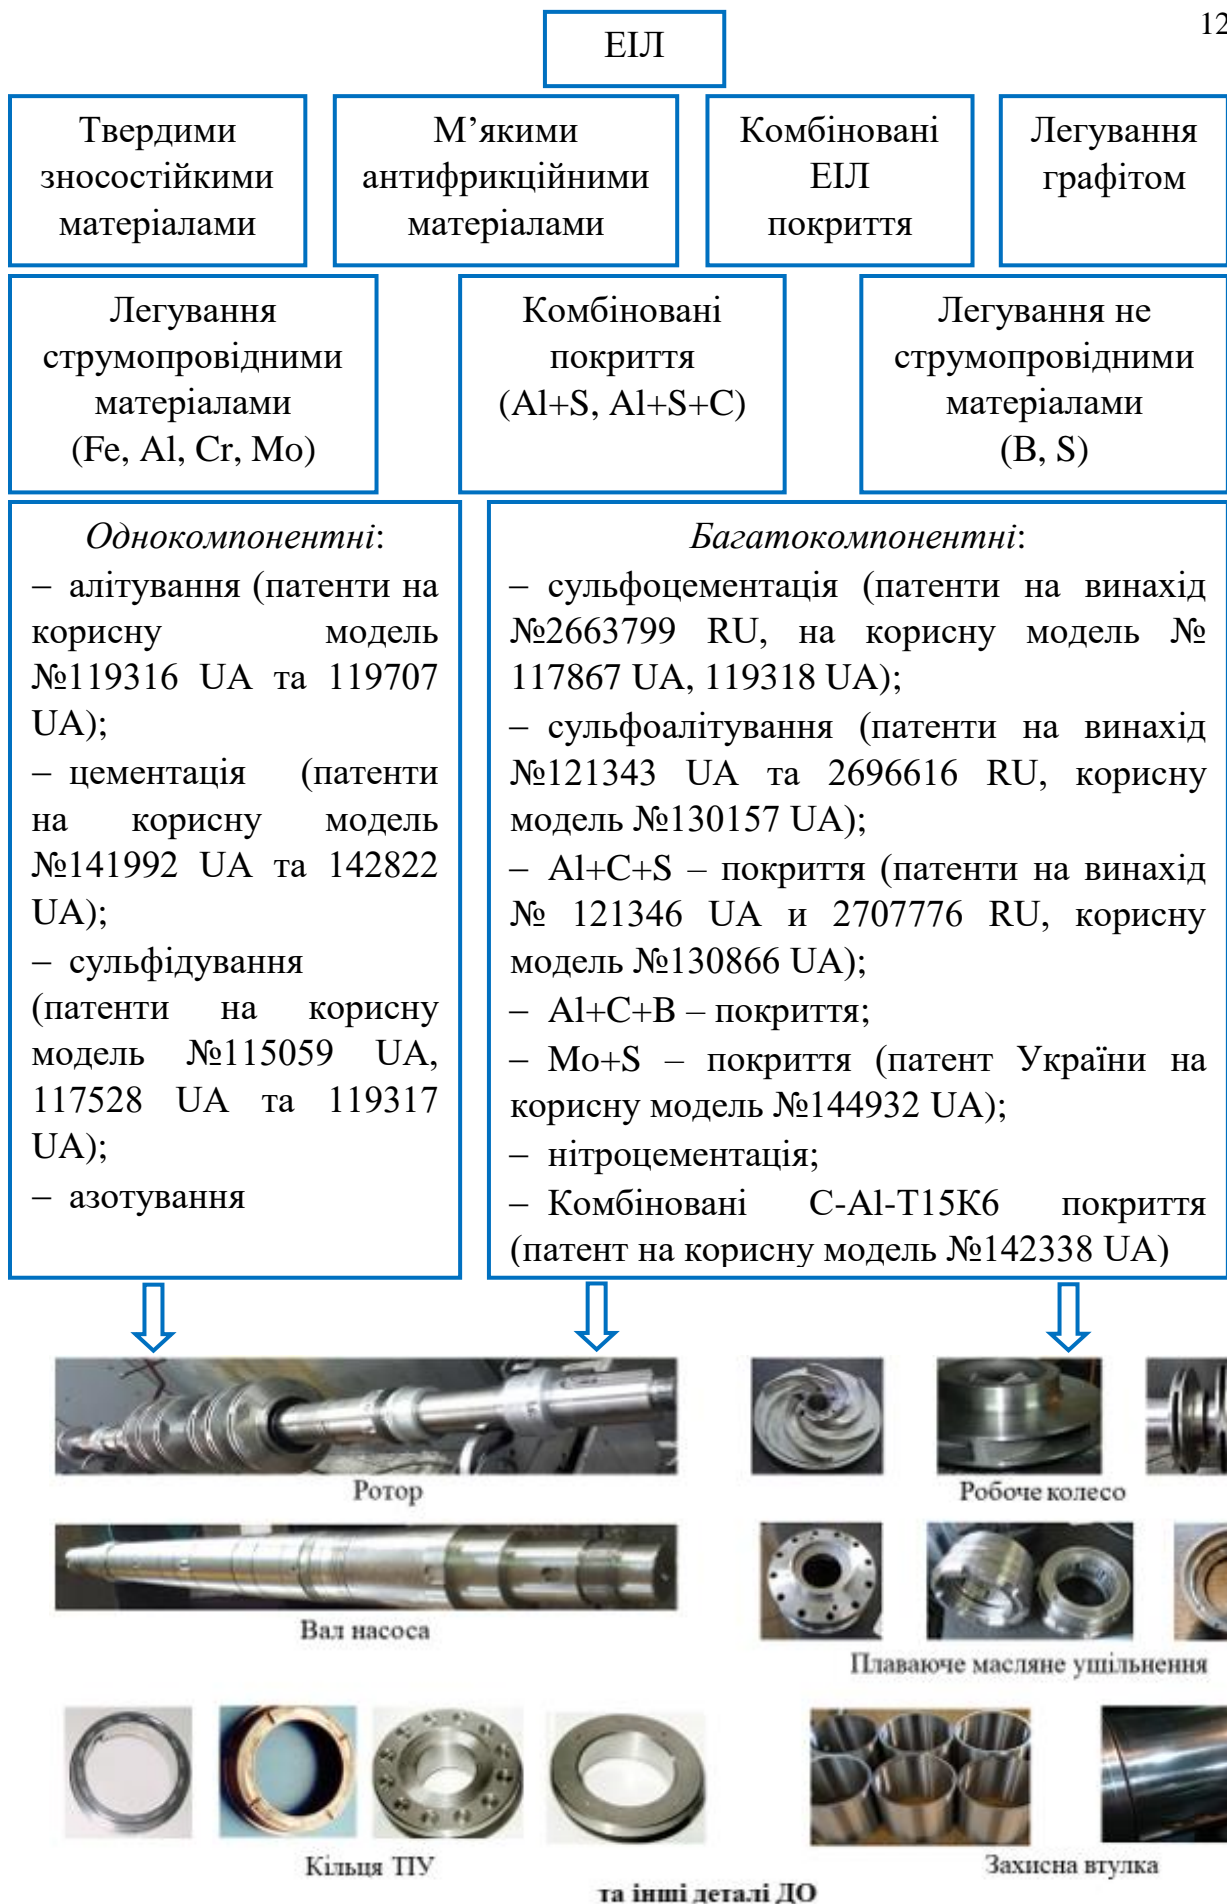 12
ЕІЛ
Твердими
зносостійкими
матеріалами
М’якими
антифрикційними
матеріалами
Комбіновані
ЕІЛ
покриття
Легування
графітом
Легування
струмопровідними
матеріалами
(Fe, Al, Cr, Mo)
Комбіновані
покриття
(Al+S, Al+S+C)
Легування не
струмопровідними
матеріалами
(B, S)
Однокомпонентні:
– алітування (патенти на
корисну модель
№119316 UA та 119707
UA);
– цементація (патенти
на корисну модель
№141992 UA та 142822
UA);
– сульфідування
(патенти на корисну
модель №115059 UA,
117528 UA та 119317
UA);
– азотування
Багатокомпонентні:
– сульфоцементація (патенти на винахід
№2663799 RU, на корисну модель №
117867 UA, 119318 UA);
– сульфоалітування (патенти на винахід
№121343 UA та 2696616 RU, корисну
модель №130157 UA);
– Al+C+S – покриття (патенти на винахід
№ 121346 UA и 2707776 RU, корисну
модель №130866 UA);
– Al+C+B – покриття;
– Mo+S – покриття (патент України на
корисну модель №144932 UA);
– нітроцементація;
– Комбіновані C-Al-Т15К6 покриття
(патент на корисну модель №142338 UA)
Ротор
Робоче колесо
Вал насоса
Плаваюче масляне ущільнення
Кільця ТІУ
Захисна втулка
та інші деталі ДО